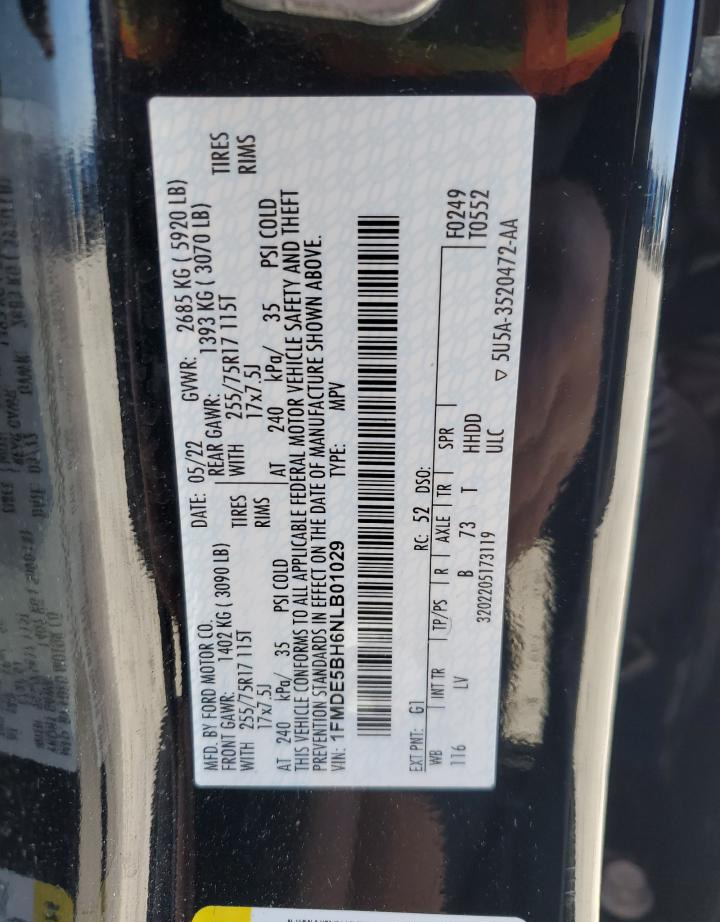 MFD. BY FORD MOTOR CO. DATE: 05/22 GVWR: 2685 KG ( 5920 LB)
FRONT GAWR: 1402 KG ( 3090 LB) REAR GAWR: 1393 KG ( 3070 LB)
WITH 255/75R17 115T TIRES WITH 255/75R17 115T TIRES
17x7.5J RIMS 17x7.5J RIMS
AT 240 kPa/ 35 PSI COLD AT 240 kPa/ 35 PSI COLD
THIS VEHICLE CONFORMS TO ALL APPLICABLE FEDERAL MOTOR VEHICLE SAFETY AND THEFT
PREVENTION STANDARDS IN EFFECT ON THE DATE OF MANUFACTURE SHOWN ABOVE.
VIN: 1FMDE5BH6NLB01029 TYPE: MPV
EXT PNT: G1 RC: 52 DSO: F0249
WB INT TR TP/PS R AXLE TR SPR T0552
116 LV B 73 T HHDD
3202205173119 ULC ▽ 5U5A-3520472-AA